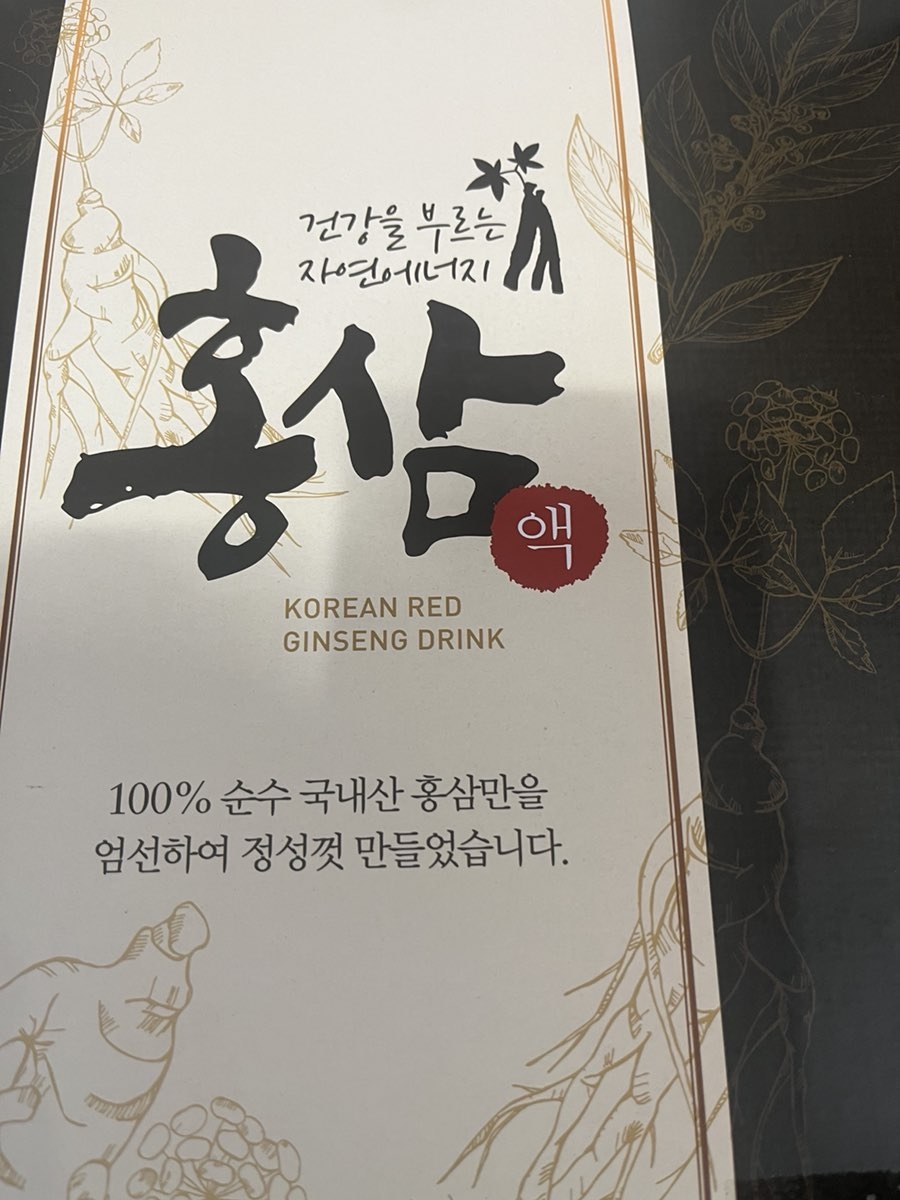 건강을 부르는
자연에너지
홍삼액
KOREAN RED
GINSENG DRINK
100% 순수 국내산 홍삼만을
엄선하여 정성껏 만들었습니다.